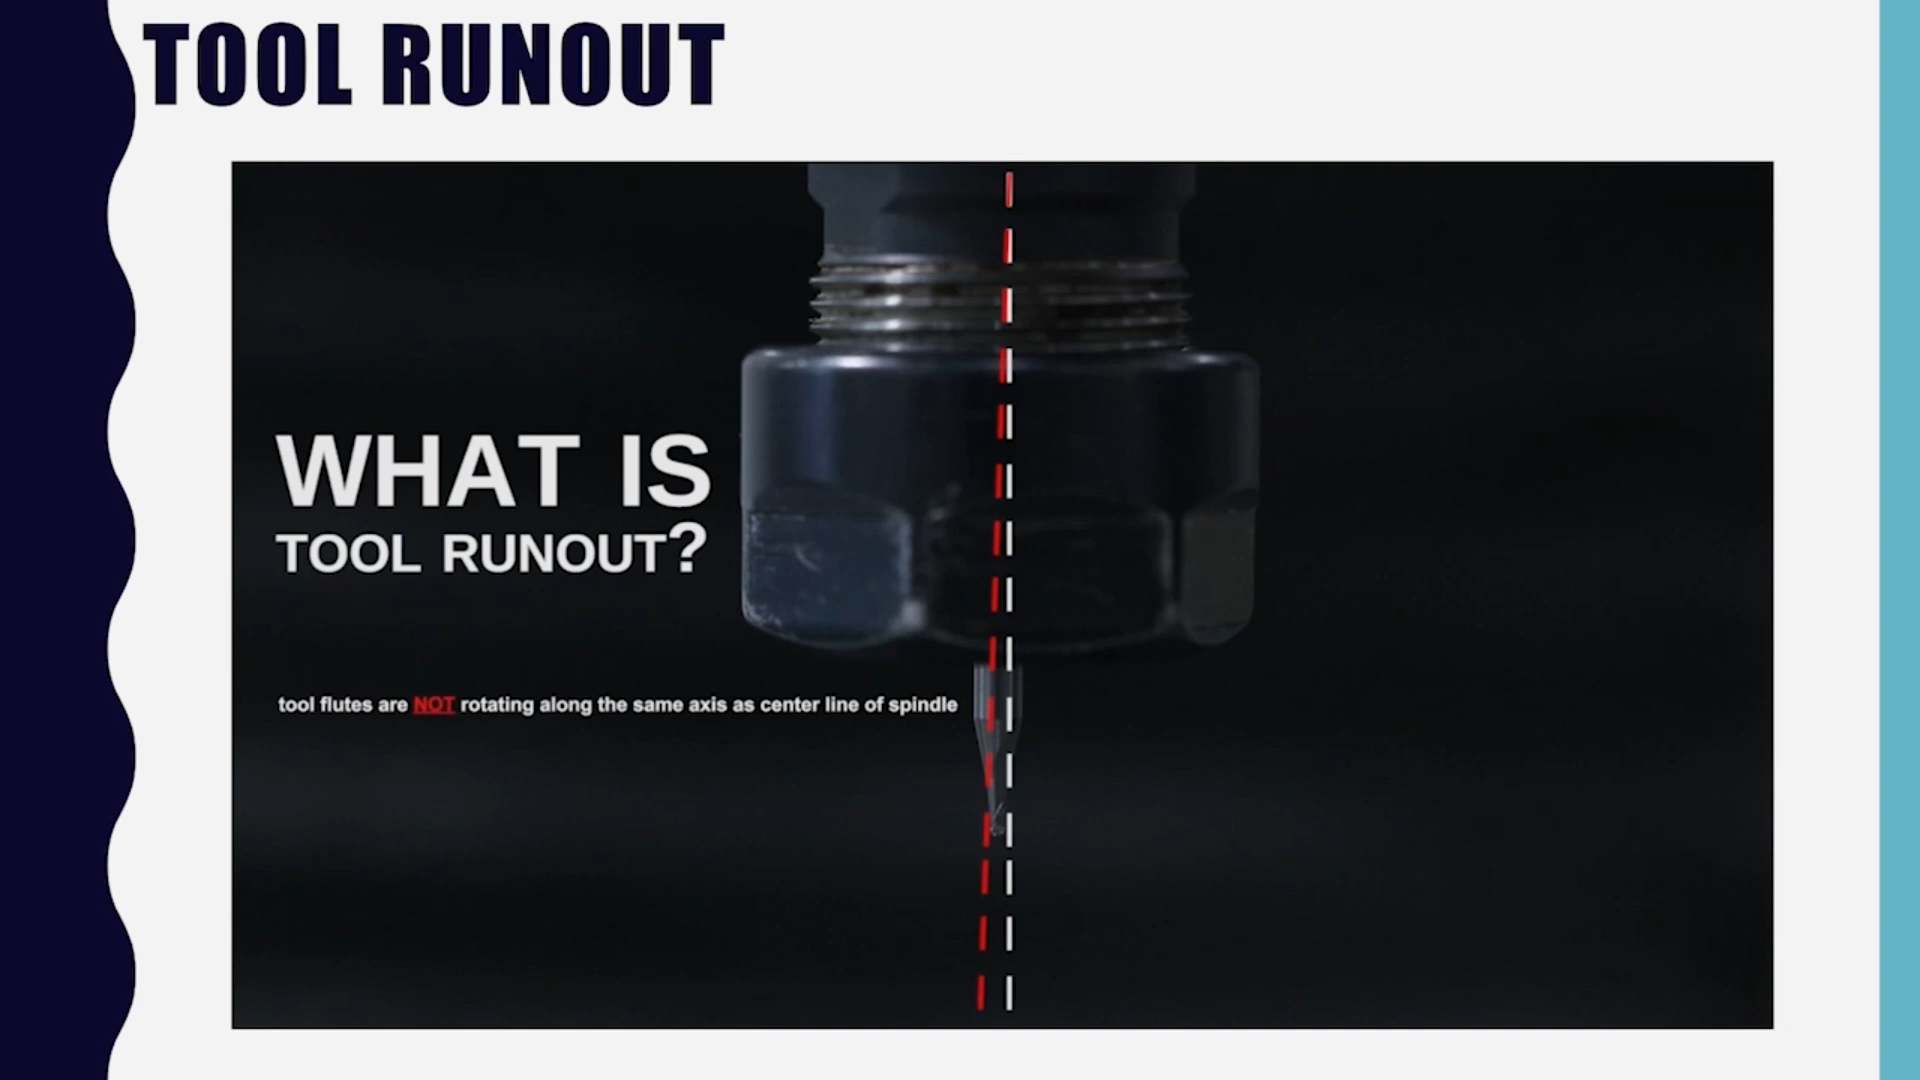 TOOL RUNOUT
WHAT IS
TOOL RUNOUT?
tool flutes are NOT rotating along the same axis as center line of spindle